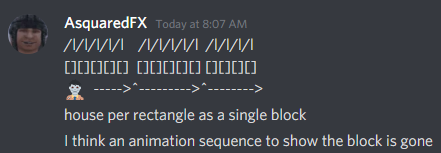 AsquaredFX Today at 8:07 AM
/I/I/I/I/I /I/I/I/I/I /I/I/I/I
[][][][][] [][][][][] [][][][]
----->^--------->^-------->
house per rectangle as a single block
I think an animation sequence to show the block is gone